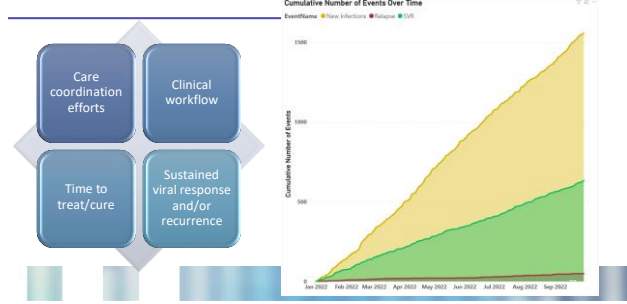 Care
coordination
efforts
Clinical
workflow
Time to
treat/cure
Sustained
viral response
and/or
recurrence
Cumulative Number of Events Over Time
EventName New Infections Relapse SVR
Cumulative Number of Events
1500
1000
500
0
Jan 2022 Feb 2022 Mar 2022 Apr 2022 May 2022 Jun 2022 Jul 2022 Aug 2022 Sep 2022